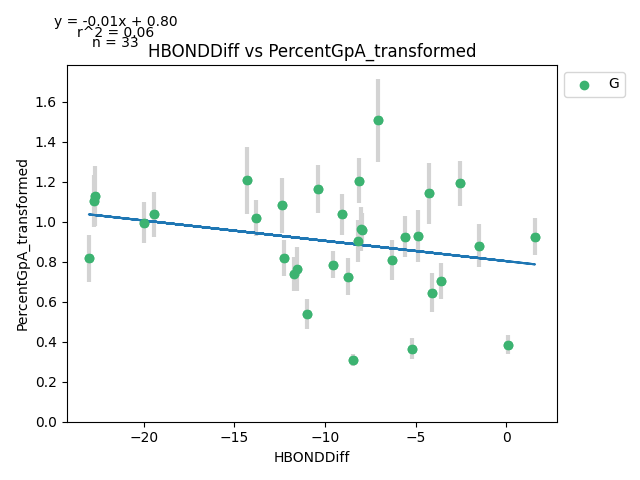 y = -0.01x + 0.80
r^2 = 0.06
n = 33
HBONDDiff vs PercentGpA_transformed
G
PercentGpA_transformed
1.6
1.4
1.2
1.0
0.8
0.6
0.4
0.2
0.0
−20
−15
−10
−5
0
HBONDDiff